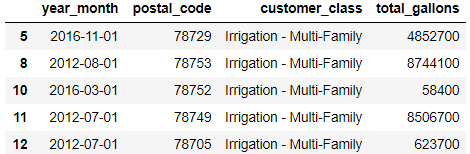 year_month postal_code customer_class total_gallons
5 2016-11-01 78729 Irrigation - Multi-Family 4852700
8 2012-08-01 78753 Irrigation - Multi-Family 8744100
10 2016-03-01 78752 Irrigation - Multi-Family 58400
11 2012-07-01 78749 Irrigation - Multi-Family 8506700
12 2012-07-01 78705 Irrigation - Multi-Family 623700